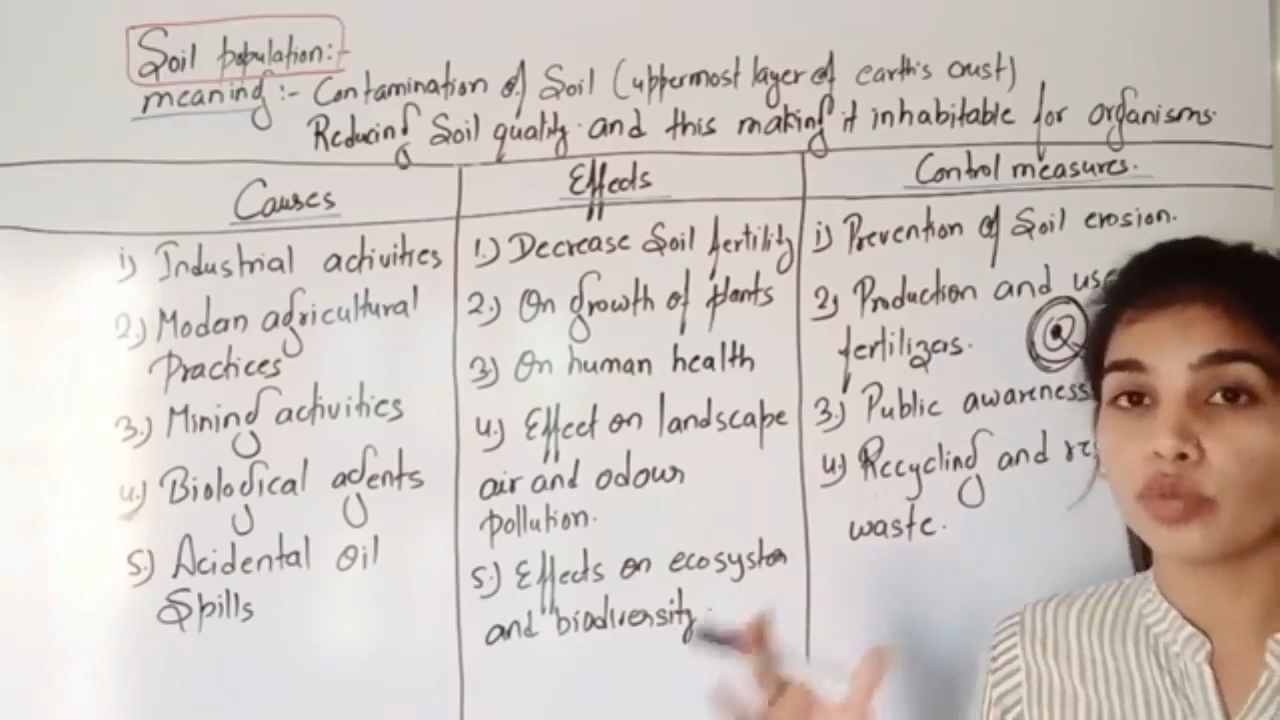 Soil population:-
meaning:- Contamination of Soil (uppermost layer of earth's crust)
Reducing Soil quality. and this making it inhabitable for organisms.
Causes
i) Industrial activities
2.) Modern agricultural
Practices
3.) Mining activities
4.) Biological agents
5.) Acidental Oil
Spills
Effects
1.) Decrease Soil fertility
2.) On growth of plants
3) On human health
4.) Effect on landscape
air and odour
pollution.
5.) Effects on ecosystem
and biodversity.
Control measures.
i) Prevention of Soil erosion.
2) Production and use
fertilizers.
3.) Public awareness
4) Recycling and
waste.